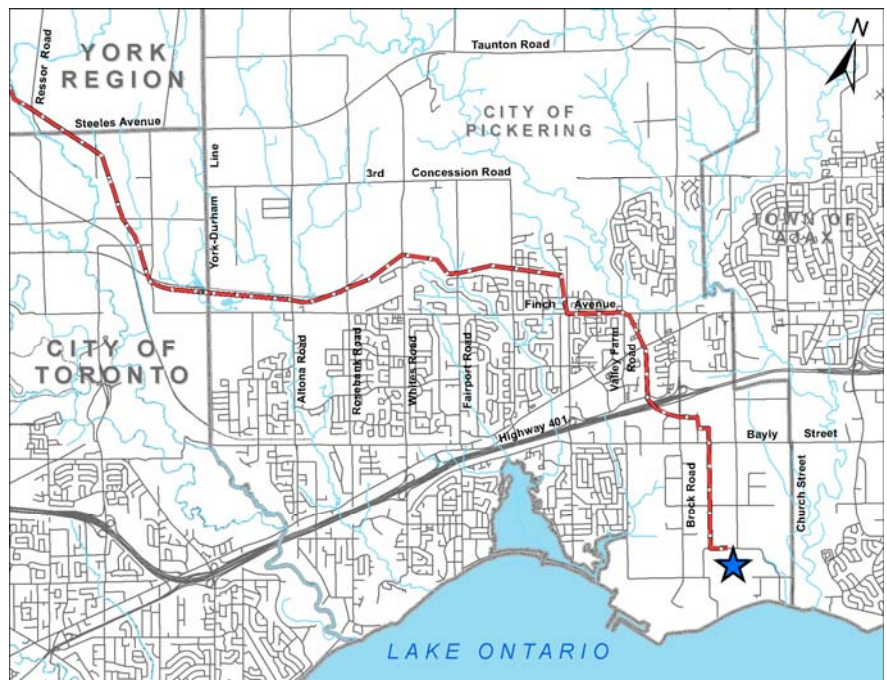 YORK
REGION
Ressor Road
Steeles Avenue
Taunton Road
N
CITY OF
PICKERING
York-Durham Line
3rd Concession Road
TOWN OF
AJAX
Finch Avenue
CITY OF
TORONTO
Altona Road
Rosebank Road
Whites Road
Fairport Road
Valley Farm
Road
Highway 401
Bayly Street
Brock Road
Church Street
LAKE ONTARIO